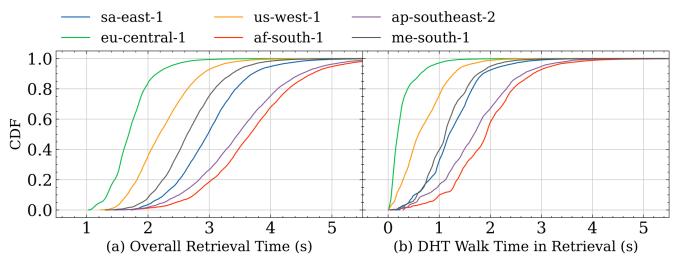 sa-east-1 us-west-1 ap-southeast-2
eu-central-1 af-south-1 me-south-1
CDF
1.0
0.8
0.6
0.4
0.2
0.0
1 2 3 4 5 0 1 2 3 4 5
(a) Overall Retrieval Time (s) (b) DHT Walk Time in Retrieval (s)